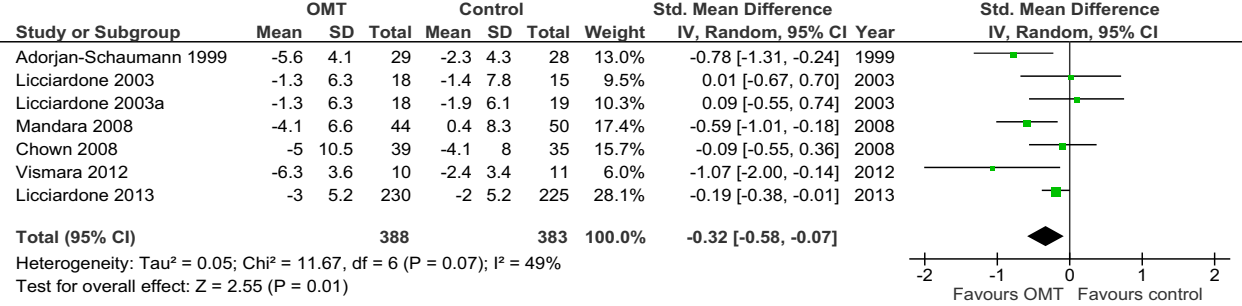 OMT Control Std. Mean Difference Std. Mean Difference
Study or Subgroup Mean SD Total Mean SD Total Weight IV, Random, 95% CI Year IV, Random, 95% CI
Adorjan-Schaumann 1999 -5.6 4.1 29 -2.3 4.3 28 13.0% -0.78 [-1.31, -0.24] 1999
Licciardone 2003 -1.3 6.3 18 -1.4 7.8 15 9.5% 0.01 [-0.67, 0.70] 2003
Licciardone 2003a -1.3 6.3 18 -1.9 6.1 19 10.3% 0.09 [-0.55, 0.74] 2003
Mandara 2008 -4.1 6.6 44 0.4 8.3 50 17.4% -0.59 [-1.01, -0.18] 2008
Chown 2008 -5 10.5 39 -4.1 8 35 15.7% -0.09 [-0.55, 0.36] 2008
Vismara 2012 -6.3 3.6 10 -2.4 3.4 11 6.0% -1.07 [-2.00, -0.14] 2012
Licciardone 2013 -3 5.2 230 -2 5.2 225 28.1% -0.19 [-0.38, -0.01] 2013
Total (95% CI) 388 383 100.0% -0.32 [-0.58, -0.07]
Heterogeneity: Tau² = 0.05; Chi² = 11.67, df = 6 (P = 0.07); I² = 49%
Test for overall effect: Z = 2.55 (P = 0.01)
-2 -1 0 1 2
Favours OMT Favours control